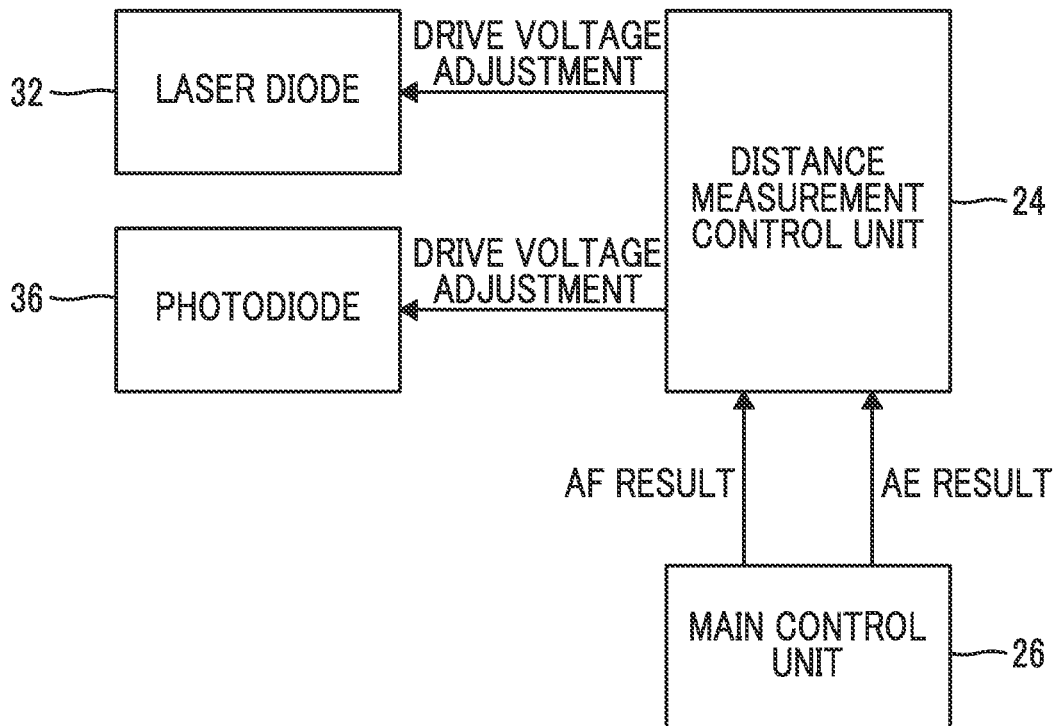 DRIVE VOLTAGE
ADJUSTMENT
32
LASER DIODE
DISTANCE
MEASUREMENT
CONTROL UNIT
24
DRIVE VOLTAGE
ADJUSTMENT
36
PHOTODIODE
AF RESULT
AE RESULT
MAIN CONTROL
UNIT
26